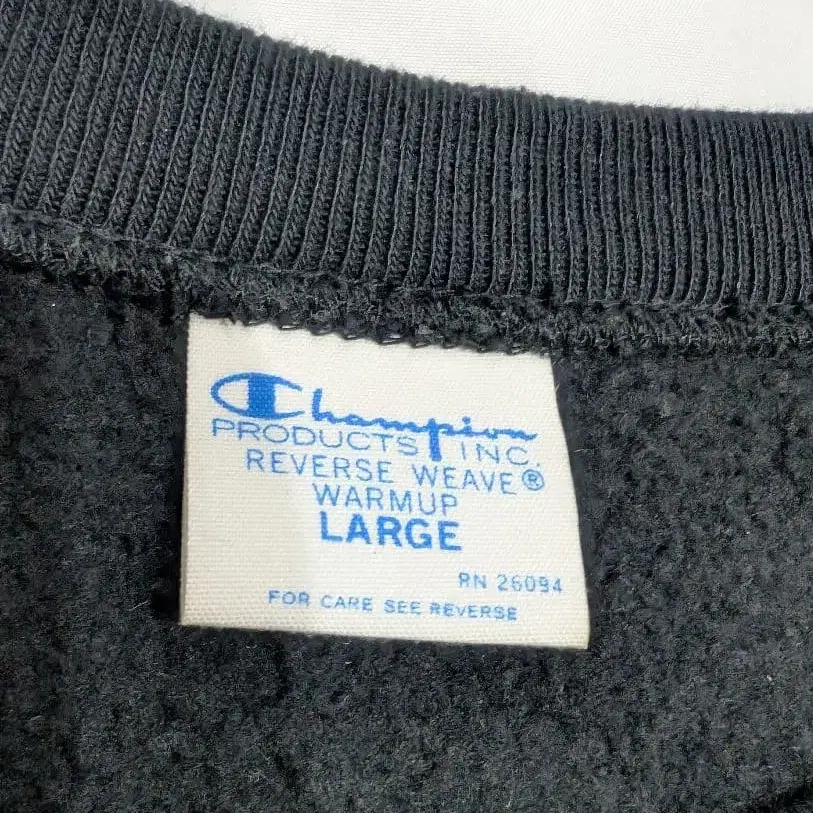 Champion
PRODUCTS INC.
REVERSE WEAVE®
WARMUP
LARGE
RN 26094
FOR CARE SEE REVERSE